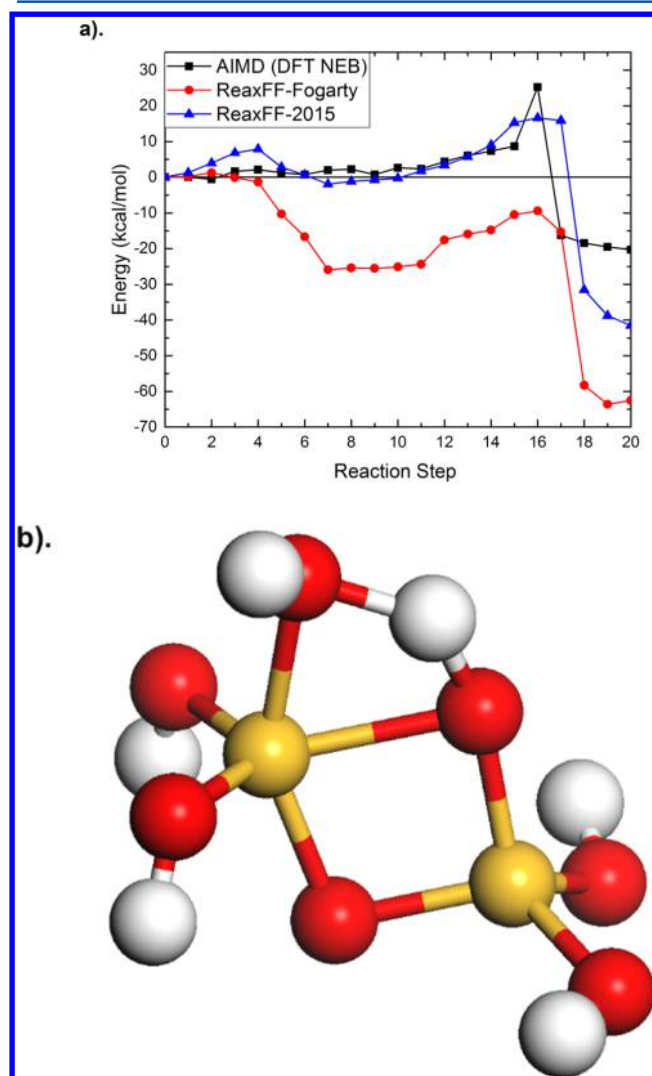 a).
AIMD (DFT NEB)
ReaxFF-Fogarty
ReaxFF-2015
Energy (kcal/mol)
30
20
10
0
-10
-20
-30
-40
-50
-60
-70
0 2 4 6 8 10 12 14 16 18 20
Reaction Step
b).